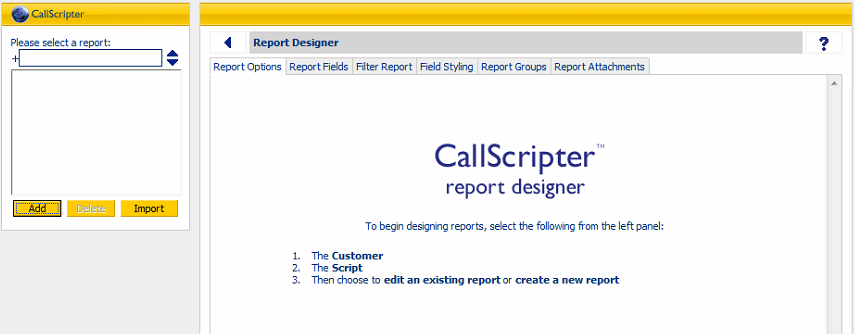 CallScripter
Please select a report:
+
Add Delete Import
Report Designer ?
Report Options Report Fields Filter Report Field Styling Report Groups Report Attachments
CallScripter™
report designer
To begin designing reports, select the following from the left panel:
1. The Customer
2. The Script
3. Then choose to edit an existing report or create a new report